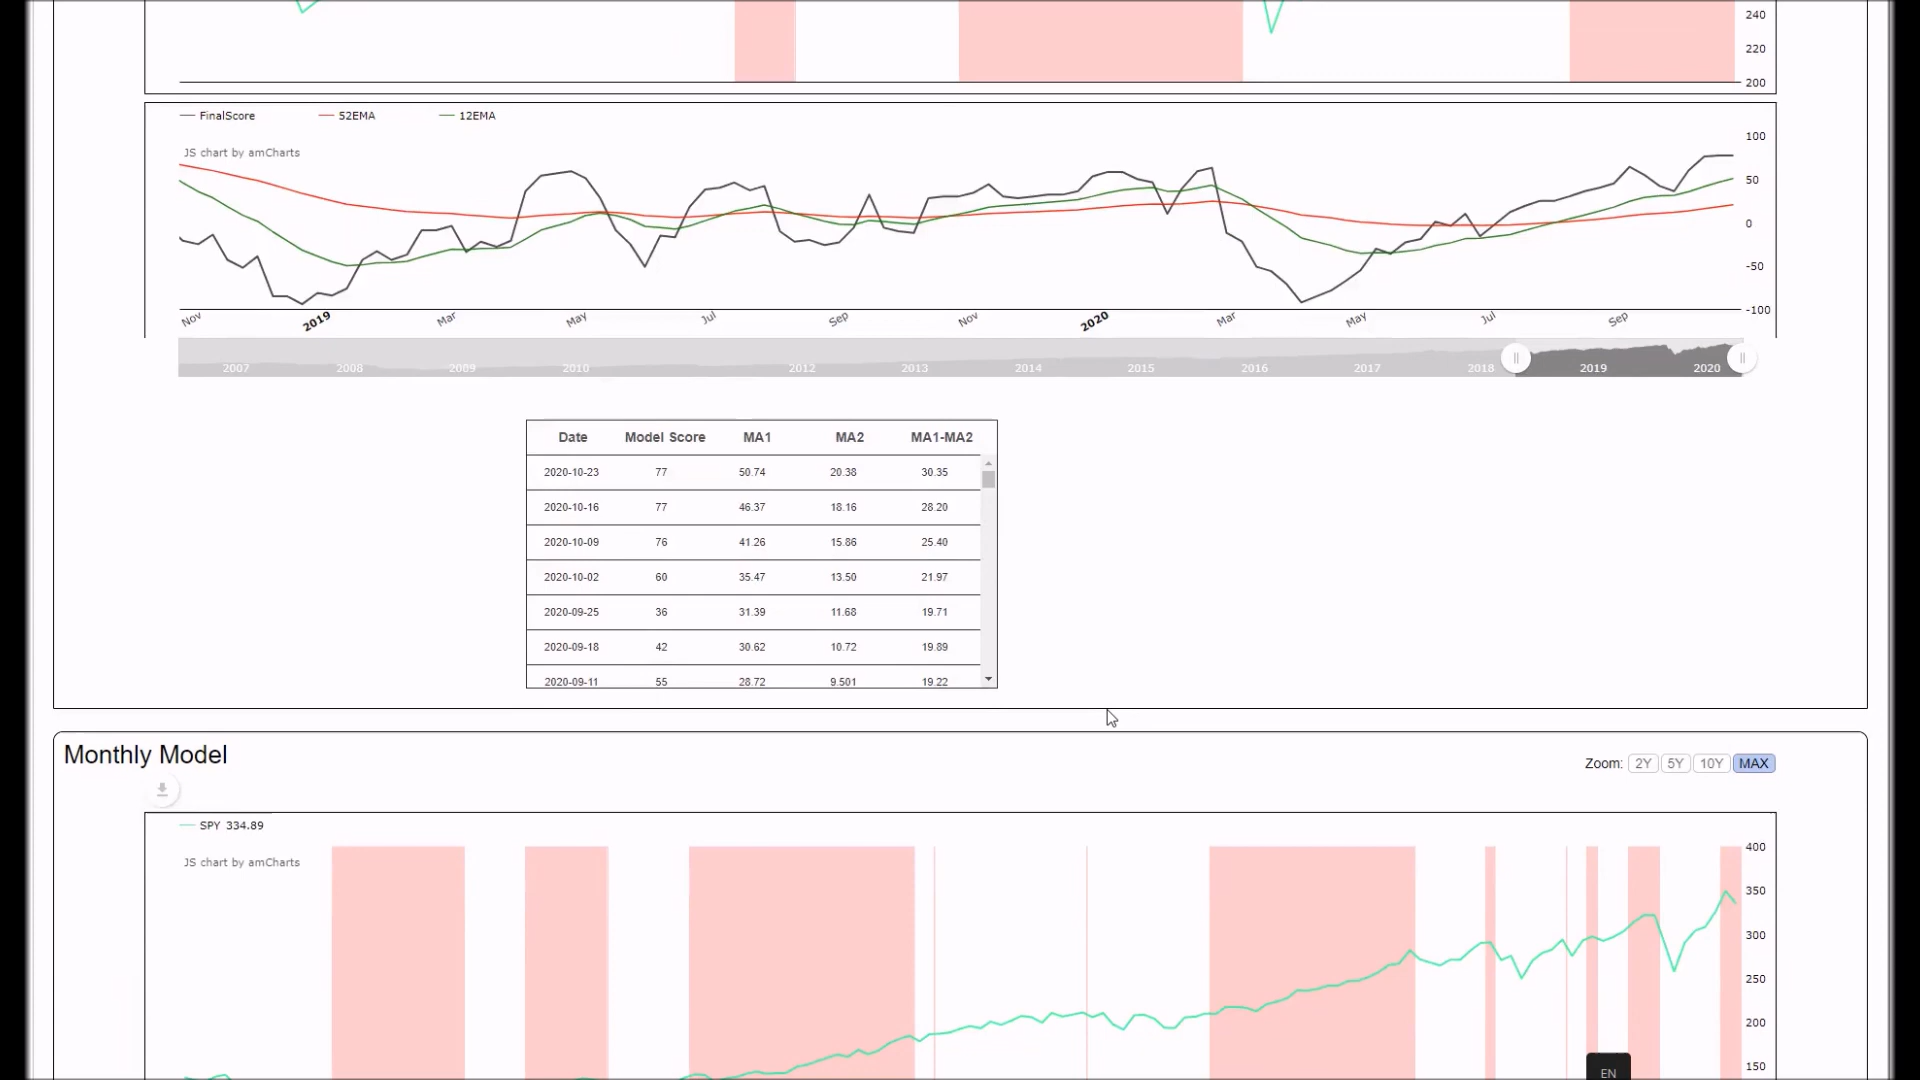 240
220
200
FinalScore 52EMA 12EMA
JS chart by amCharts
100
50
0
-50
-100
Nov 2019 Mar May Jul Sep Nov 2020 Mar May Jul Sep
2007 2008 2009 2010 2012 2013 2014 2015 2016 2017 2018 2019 2020
Date Model Score MA1 MA2 MA1-MA2
2020-10-23 77 50.74 20.38 30.35
2020-10-16 77 46.37 18.16 28.20
2020-10-09 76 41.26 15.86 25.40
2020-10-02 60 35.47 13.50 21.97
2020-09-25 36 31.39 11.68 19.71
2020-09-18 42 30.62 10.72 19.89
2020-09-11 55 28.72 9.501 19.22
Monthly Model
Zoom: 2Y 5Y 10Y MAX
SPY 334.89
JS chart by amCharts
400
350
300
250
200
150
EN